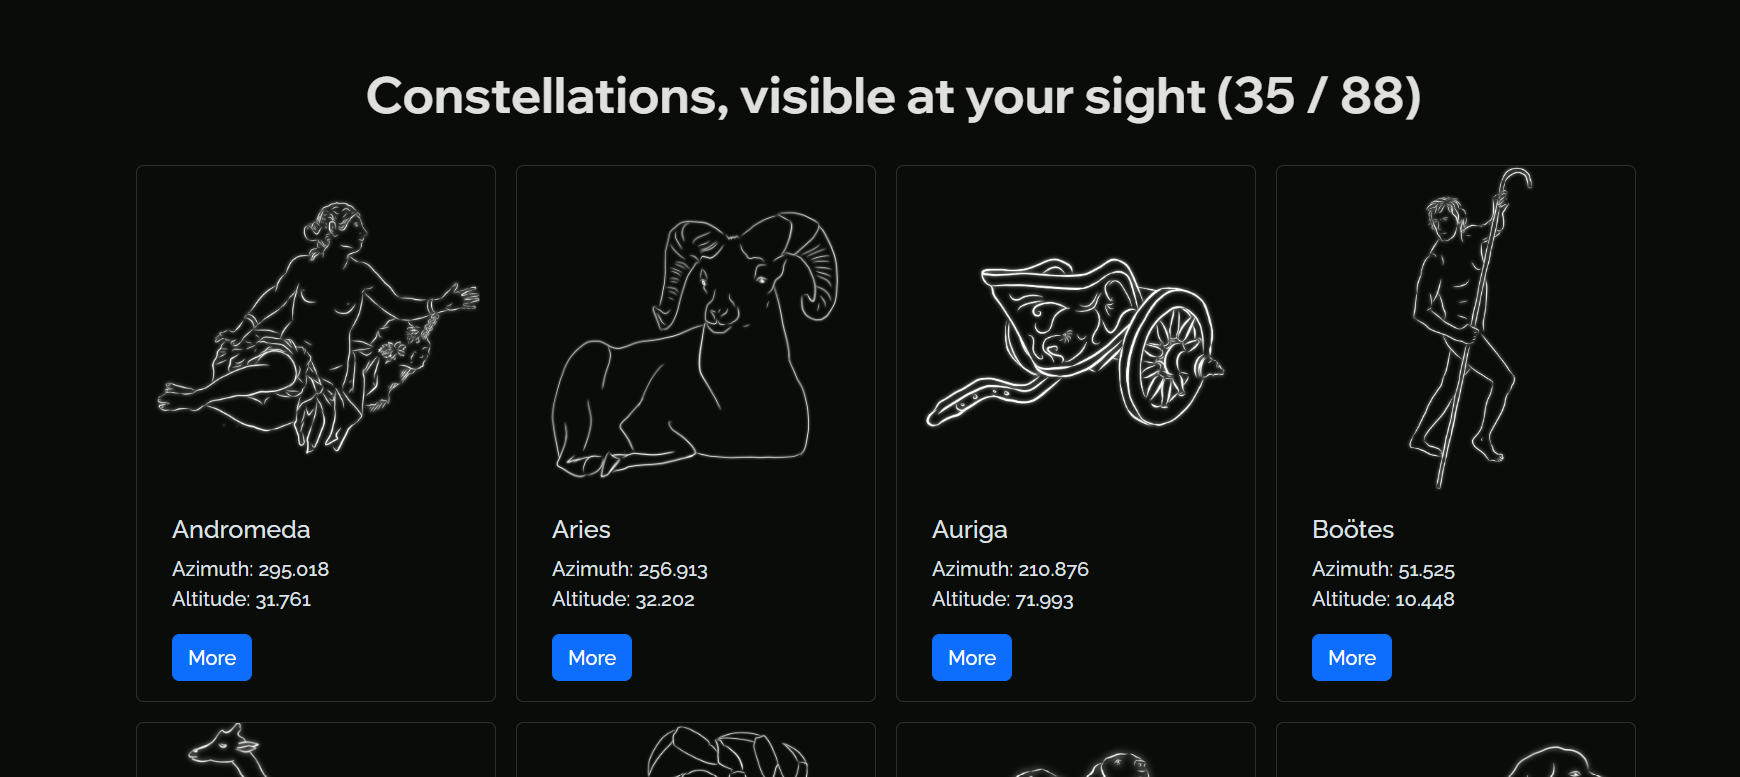 Constellations, visible at your sight (35 / 88)
Andromeda
Azimuth: 295.018
Altitude: 31.761
More
Aries
Azimuth: 256.913
Altitude: 32.202
More
Auriga
Azimuth: 210.876
Altitude: 71.993
More
Boötes
Azimuth: 51.525
Altitude: 10.448
More